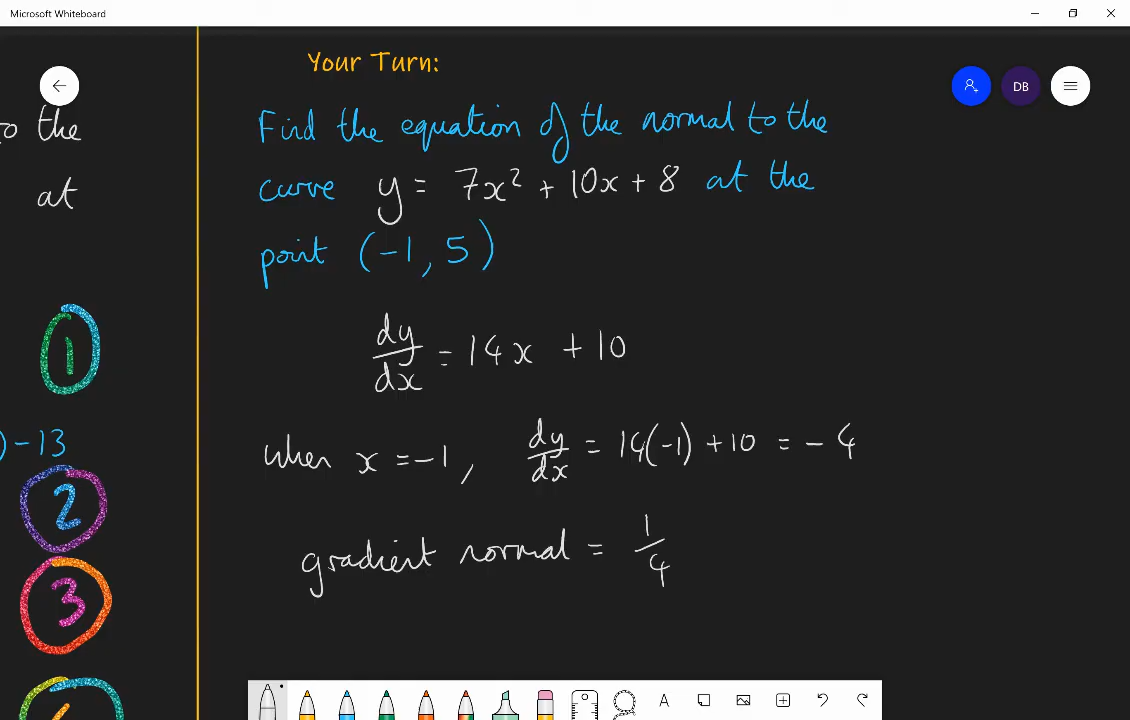 Microsoft Whiteboard
Your Turn:
to the
at
Find the equation of the normal to the
curve y = 7x² + 10x + 8 at the
point (-1, 5)
1
dy/dx = 14x + 10
) - 13
when x = -1, dy/dx = 14(-1) + 10 = -4
2
gradient normal = 1/4
3
DB
A